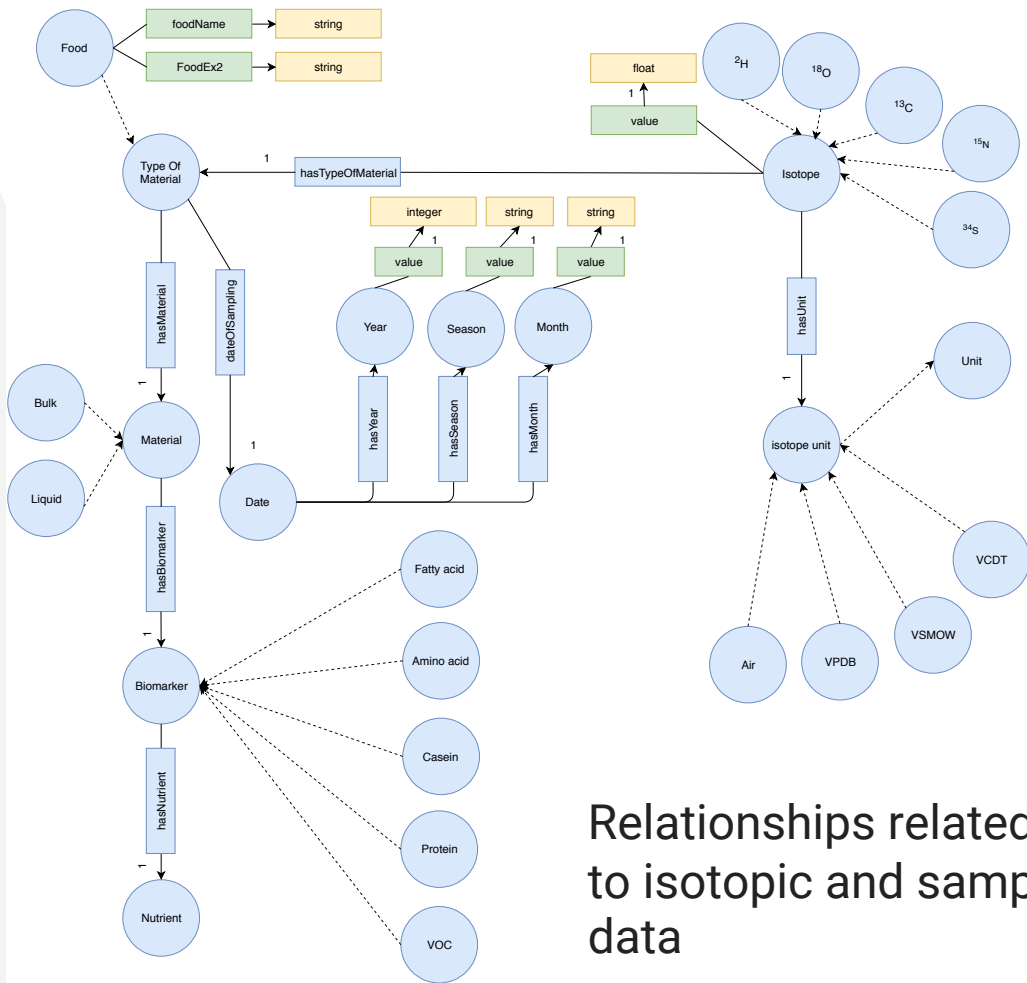 Food
foodName
string
FoodEx2
string
float
1
value
²H
¹⁸O
¹³C
¹⁵N
³⁴S
Type Of
Material
1
hasTypeOfMaterial
Isotope
integer
string
string
1
1
1
value
value
value
hasMaterial
dateOfSampling
hasUnit
Year
Season
Month
Unit
1
1
Bulk
Material
hasYear
hasSeason
hasMonth
isotope unit
1
Liquid
Date
hasBiomarker
VCDT
Fatty acid
1
VSMOW
Amino acid
Air
VPDB
Biomarker
Casein
hasNutrient
Protein
1
Nutrient
VOC
Relationships related
to isotopic and samp
data